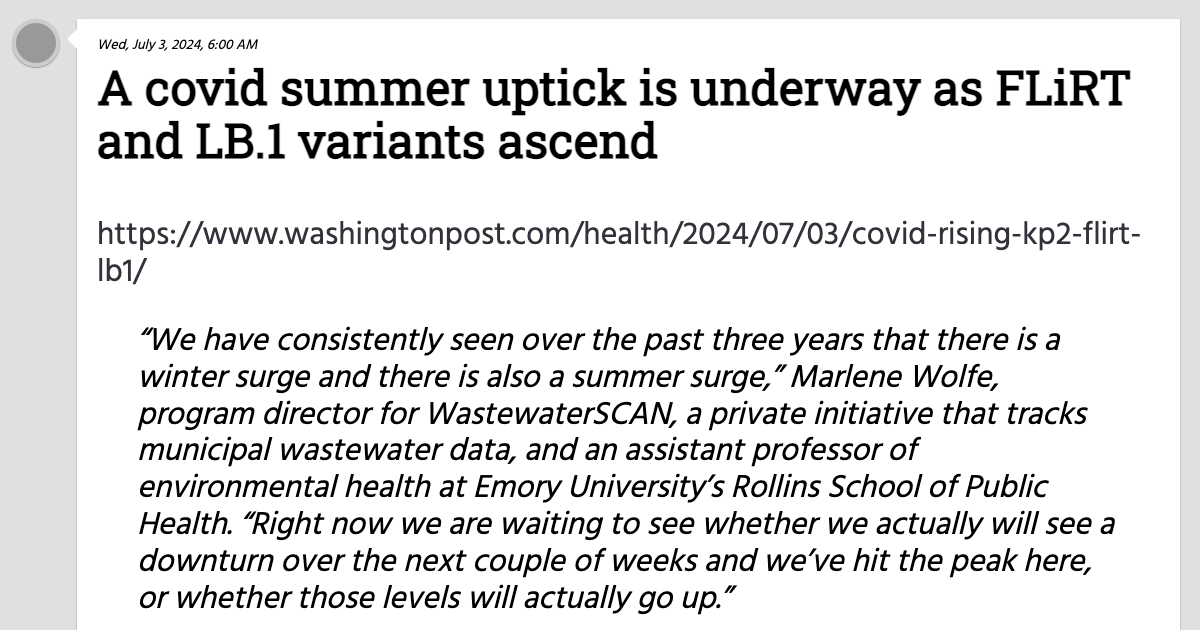 Wed, July 3, 2024, 6:00 AM
A covid summer uptick is underway as FLiRT
and LB.1 variants ascend
https://www.washingtonpost.com/health/2024/07/03/covid-rising-kp2-flirt-
lb1/
“We have consistently seen over the past three years that there is a
winter surge and there is also a summer surge,” Marlene Wolfe,
program director for WastewaterSCAN, a private initiative that tracks
municipal wastewater data, and an assistant professor of
environmental health at Emory University’s Rollins School of Public
Health. “Right now we are waiting to see whether we actually will see a
downturn over the next couple of weeks and we’ve hit the peak here,
or whether those levels will actually go up.”